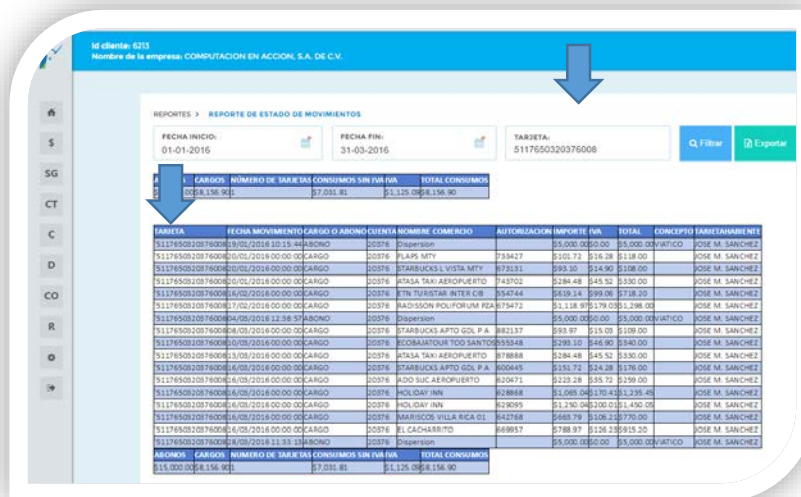 Id cliente: 6213
Nombre de la empresa: COMPUTACION EN ACCION, S.A. DE C.V.
REPORTES > REPORTE DE ESTADO DE MOVIMIENTOS
FECHA INICIO: FECHA FIN: TARJETA:
01-01-2016 31-03-2016 5117650320376008 Filtrar Exportar
$
SG
CT
C
D
CO
R
CARGOS NÚMERO DE TARJETAS CONSUMOS SIN IVA IVA TOTAL CONSUMOS
$8,156.90 1 $7,031.81 $1,125.09 $8,156.90
TARJETA FECHA MOVIMIENTO CARGO O ABONO CUENTA NOMBRE COMERCIO AUTORIZACION IMPORTE IVA TOTAL CONCEPTO TARJETAHABIENTE
'5117650320376008 19/01/2016 10:15:44 ABONO 20376 Dispersion $5,000.00 $0.00 $5,000.00 VIATICO JOSE M. SANCHEZ
'5117650320376008 20/01/2016 00:00:00 CARGO 20376 FLAPS MTY 733427 $101.72 $16.28 $118.00 JOSE M. SANCHEZ
'5117650320376008 20/01/2016 00:00:00 CARGO 20376 STARBUCKS L VISTA MTY 673131 $93.10 $14.90 $108.00 JOSE M. SANCHEZ
'5117650320376008 20/01/2016 00:00:00 CARGO 20376 ATASA TAXI AEROPUERTO 743702 $284.48 $45.52 $330.00 JOSE M. SANCHEZ
'5117650320376008 16/02/2016 00:00:00 CARGO 20376 ETN TURISTAR INTER CIB 554744 $619.14 $99.06 $718.20 JOSE M. SANCHEZ
'5117650320376008 17/02/2016 00:00:00 CARGO 20376 RADISSON POLIFORUM PZA 675472 $1,118.97 $179.03 $1,298.00 JOSE M. SANCHEZ
'5117650320376008 04/03/2016 12:38:57 ABONO 20376 Dispersion $5,000.00 $0.00 $5,000.00 VIATICO JOSE M. SANCHEZ
'5117650320376008 08/03/2016 00:00:00 CARGO 20376 STARBUCKS APTO GDL P A 882137 $93.97 $15.03 $109.00 JOSE M. SANCHEZ
'5117650320376008 10/03/2016 00:00:00 CARGO 20376 ECOBAJATOUR TOD SANTOS 555348 $293.10 $46.90 $340.00 JOSE M. SANCHEZ
'5117650320376008 13/03/2016 00:00:00 CARGO 20376 ATASA TAXI AEROPUERTO 878888 $284.48 $45.52 $330.00 JOSE M. SANCHEZ
'5117650320376008 16/03/2016 00:00:00 CARGO 20376 STARBUCKS APTO GDL P A 600445 $151.72 $24.28 $176.00 JOSE M. SANCHEZ
'5117650320376008 16/03/2016 00:00:00 CARGO 20376 ADO SUC AEROPUERTO 620471 $223.28 $35.72 $259.00 JOSE M. SANCHEZ
'5117650320376008 16/03/2016 00:00:00 CARGO 20376 HOLIDAY INN 628868 $1,065.04 $170.41 $1,235.45 JOSE M. SANCHEZ
'5117650320376008 16/03/2016 00:00:00 CARGO 20376 HOLIDAY INN 629095 $1,250.04 $200.01 $1,450.05 JOSE M. SANCHEZ
'5117650320376008 16/03/2016 00:00:00 CARGO 20376 MARISCOS VILLA RICA 01 642768 $663.79 $106.21 $770.00 JOSE M. SANCHEZ
'5117650320376008 16/03/2016 00:00:00 CARGO 20376 EL CACHARRITO 669957 $788.97 $126.23 $915.20 JOSE M. SANCHEZ
'5117650320376008 28/03/2016 11:33:13 ABONO 20376 Dispersion $5,000.00 $0.00 $5,000.00 VIATICO JOSE M. SANCHEZ
ABONOS CARGOS NÚMERO DE TARJETAS CONSUMOS SIN IVA IVA TOTAL CONSUMOS
$15,000.00 $8,156.90 1 $7,031.81 $1,125.09 $8,156.90